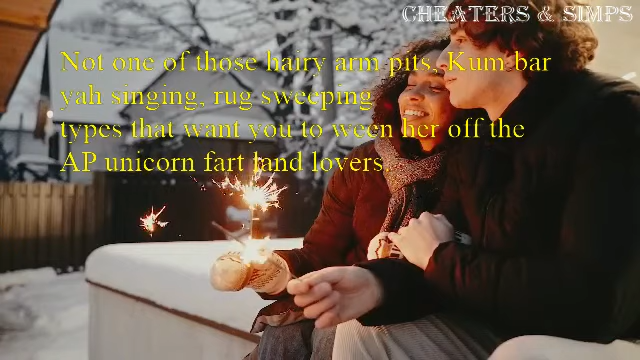 CHEATERS & SIMPS
Not one of those hairy arm pits, Kum bar
yah singing, rug sweeping
types that want you to ween her off the
AP unicorn fart land lovers.